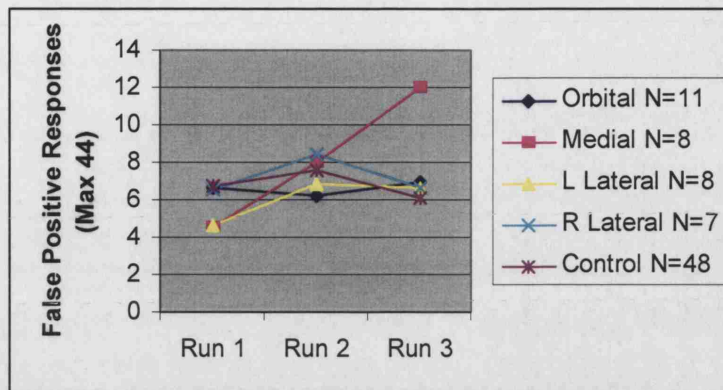 False Positive Responses
(Max 44)
14
12
10
8
6
4
2
0
Run 1 Run 2 Run 3
Orbital N=11
Medial N=8
L Lateral N=8
R Lateral N=7
Control N=48